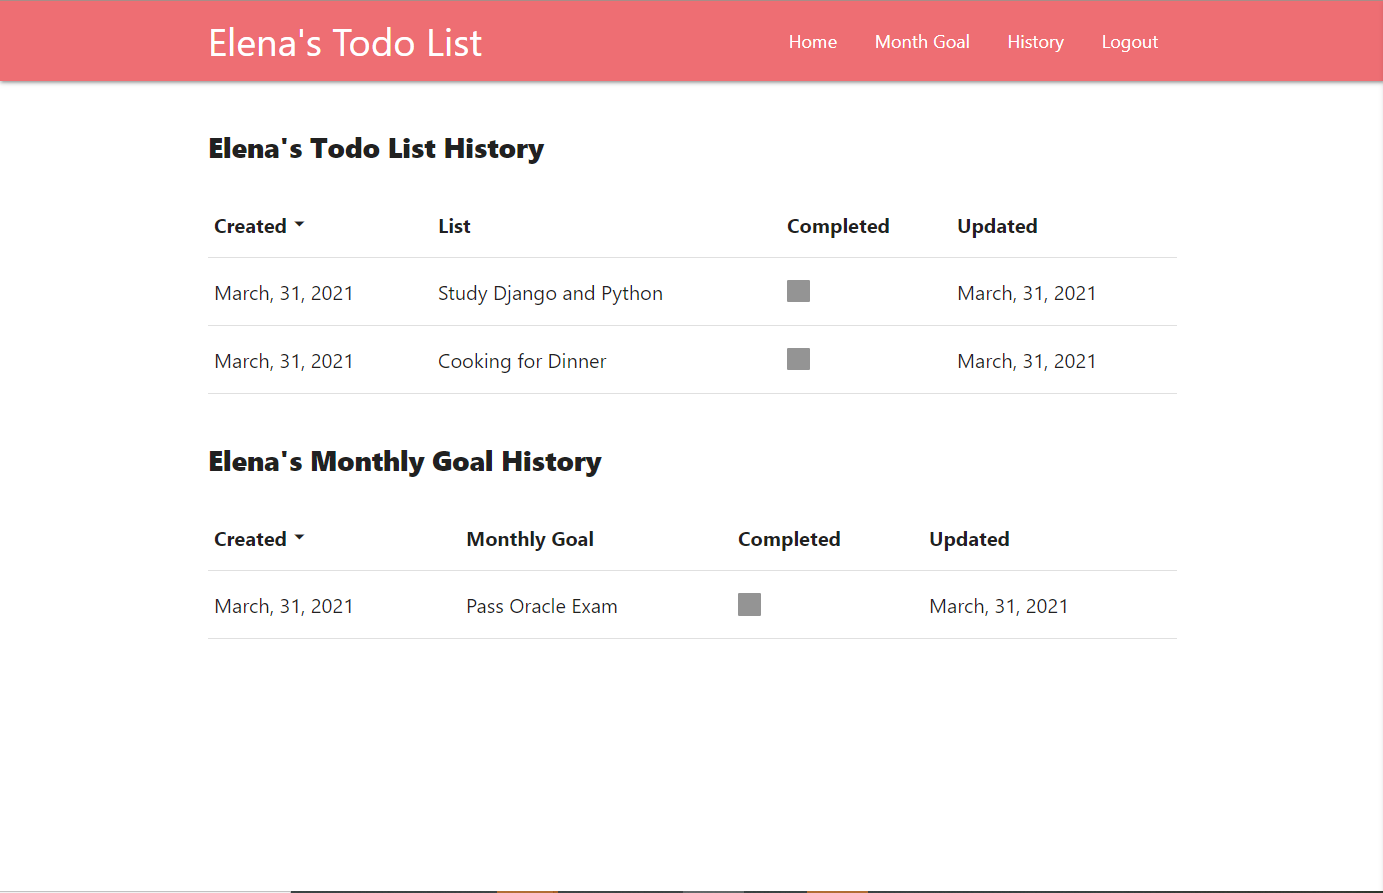 Elena's Todo List Home Month Goal History Logout
Elena's Todo List History
Created List Completed Updated
March, 31, 2021 Study Django and Python March, 31, 2021
March, 31, 2021 Cooking for Dinner March, 31, 2021
Elena's Monthly Goal History
Created Monthly Goal Completed Updated
March, 31, 2021 Pass Oracle Exam March, 31, 2021